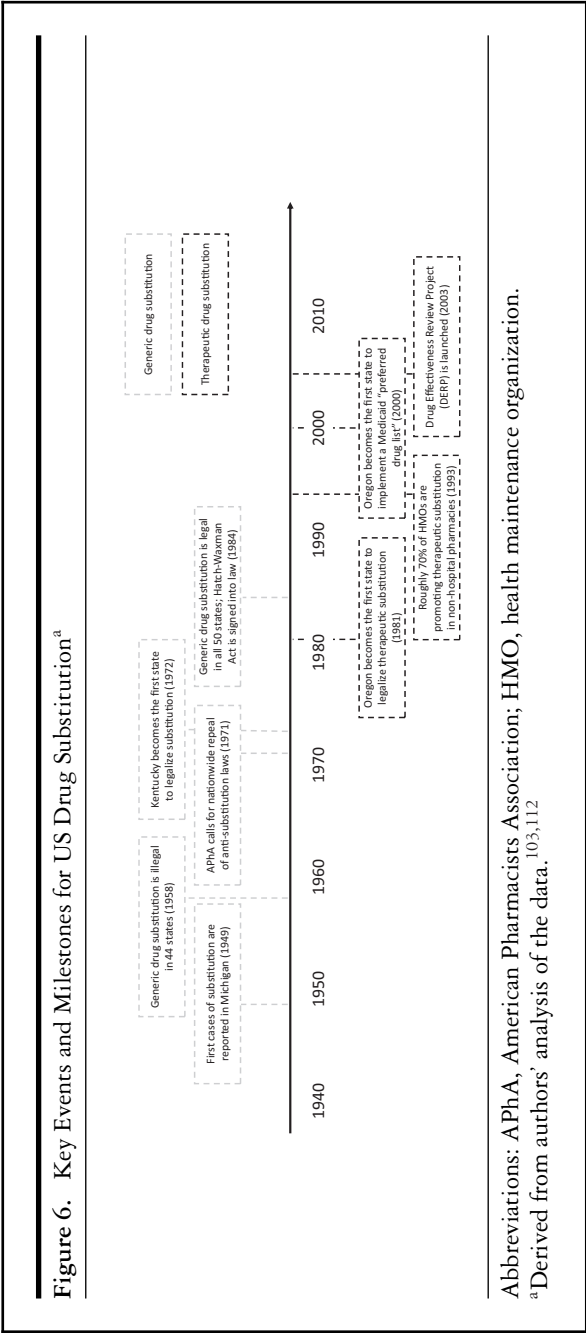 Figure 6. Key Events and Milestones for US Drug Substitution^a
Generic drug substitution
Therapeutic drug substitution
Generic drug substitution is illegal
in 44 states (1958)
Kentucky becomes the first state
to legalize substitution (1972)
First cases of substitution are
reported in Michigan (1949)
APhA calls for nationwide repeal
of anti-substitution laws (1971)
Generic drug substitution is legal
in all 50 states; Hatch-Waxman
Act is signed into law (1984)
1940 1950 1960 1970 1980 1990 2000 2010
Oregon becomes the first state to
legalize therapeutic substitution
(1981)
Oregon becomes the first state to
implement a Medicaid "preferred
drug list" (2000)
Roughly 70% of HMOs are
promoting therapeutic substitution
in non-hospital pharmacies (1993)
Drug Effectiveness Review Project
(DERP) is launched (2003)
Abbreviations: APhA, American Pharmacists Association; HMO, health maintenance organization.
^aDerived from authors' analysis of the data.^103,112